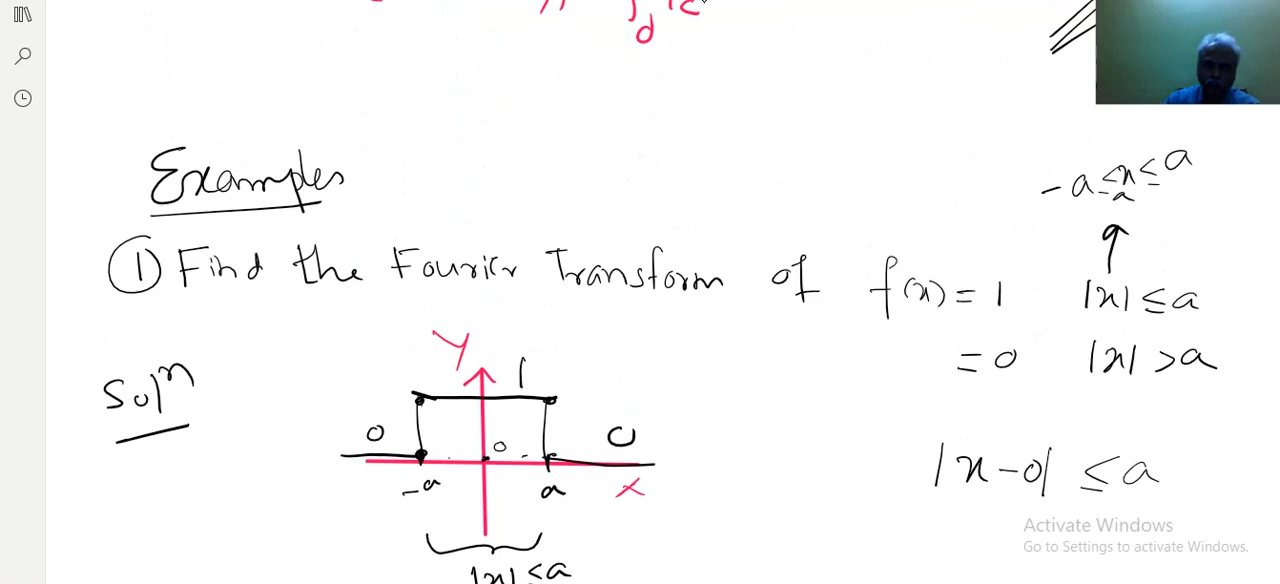 d
Examples
-a ≤ x ≤ a
① Find the Fourier Transform of f(x) = 1 |x| ≤ a
= 0 |x| > a
Soln
Y
1
0
0
0
-a
a
x
|x| ≤ a
|x-0| ≤ a
Activate Windows
Go to Settings to activate Windows.